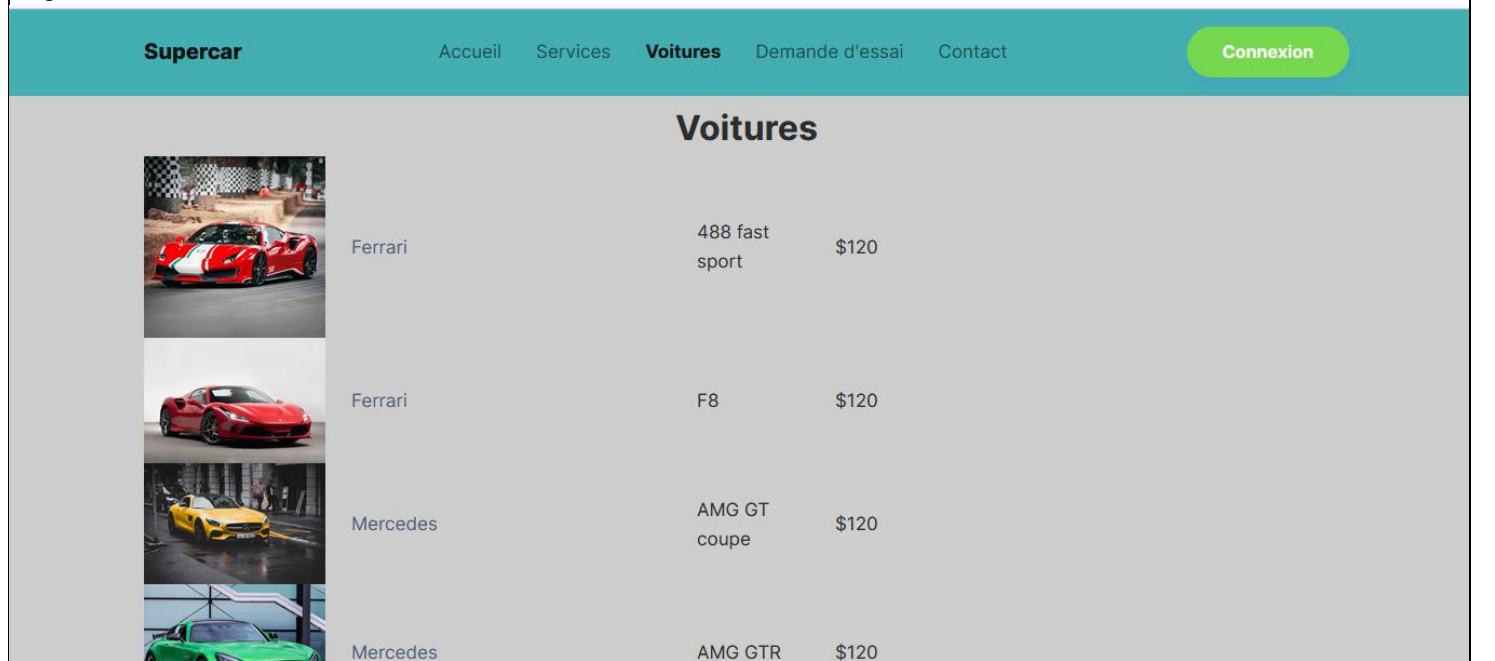 Supercar Accueil Services Voitures Demande d'essai Contact Connexion
Voitures
Ferrari 488 fast sport $120
Ferrari F8 $120
Mercedes AMG GT coupe $120
Mercedes AMG GTR $120